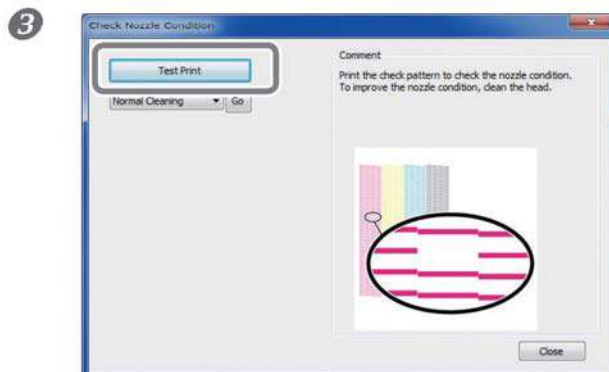 3
Check Nozzle Condition
Test Print
Normal Cleaning
Go
Comment
Print the check pattern to check the nozzle condition.
To improve the nozzle condition, clean the head.
Close